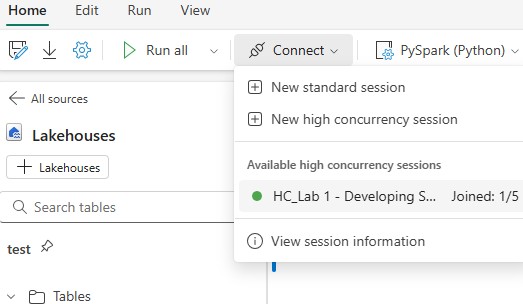 Home Edit Run View
Run all Connect PySpark (Python)
All sources
Lakehouses
Lakehouses
Search tables
test
Tables
New standard session
New high concurrency session
Available high concurrency sessions
HC_Lab 1 - Developing S... Joined: 1/5
View session information